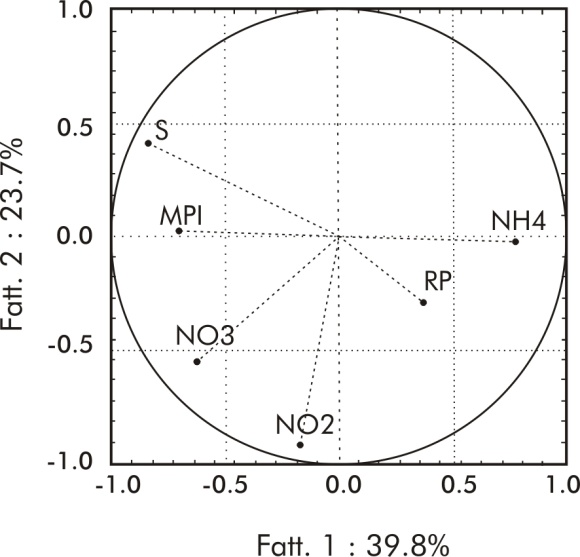 1.0
S
0.5
MPI
NH4
0.0
RP
NO3
-0.5
NO2
-1.0
-1.0 -0.5 0.0 0.5 1.0
Fatt. 1 : 39.8%
Fatt. 2 : 23.7%